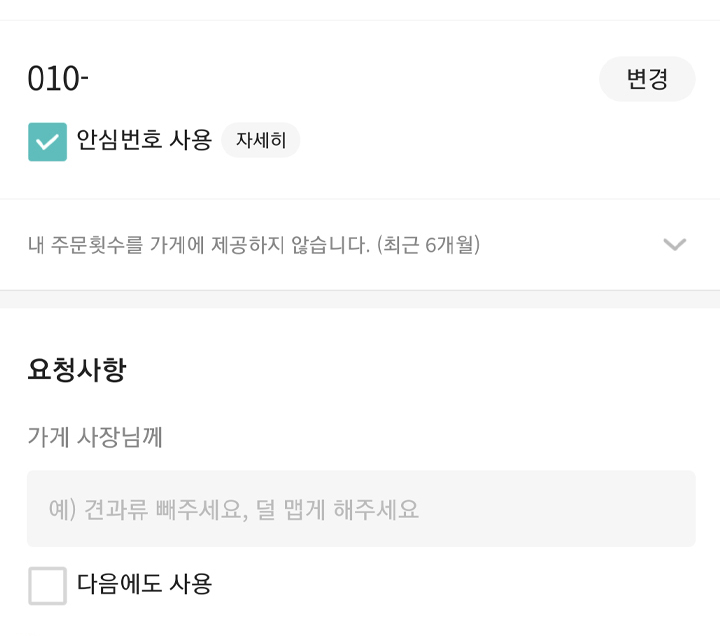 010-
변경
안심번호 사용 자세히
내 주문횟수를 가게에 제공하지 않습니다. (최근 6개월)
요청사항
가게 사장님께
예) 견과류 빼주세요, 덜 맵게 해주세요
다음에도 사용